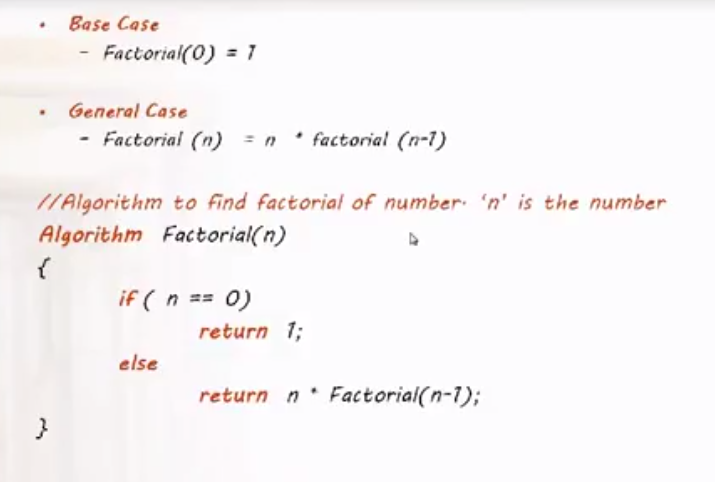 • Base Case
- Factorial(0) = 1
• General Case
- Factorial (n) = n * factorial (n-1)
//Algorithm to find factorial of number. 'n' is the number
Algorithm Factorial(n)
{
if ( n == 0)
return 1;
else
return n * Factorial(n-1);
}